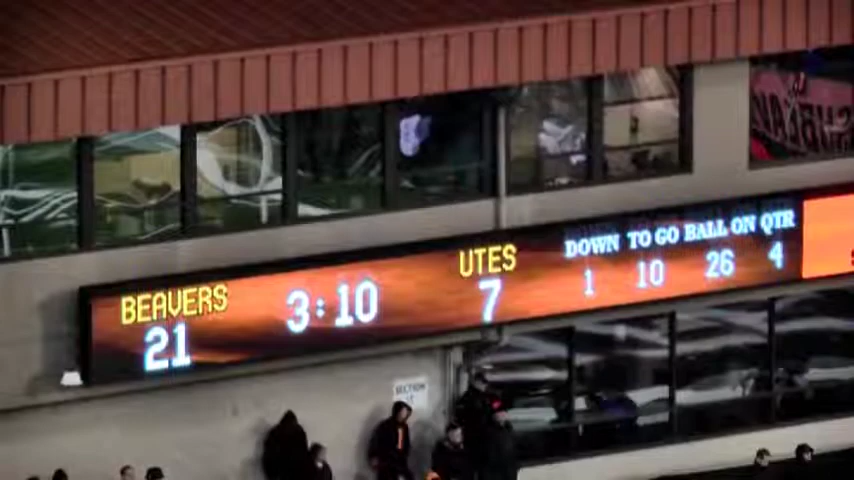 BEAVERS 3:10 UTES DOWN TO GO BALL ON QTR
21 7 1 10 26 4
SECTION